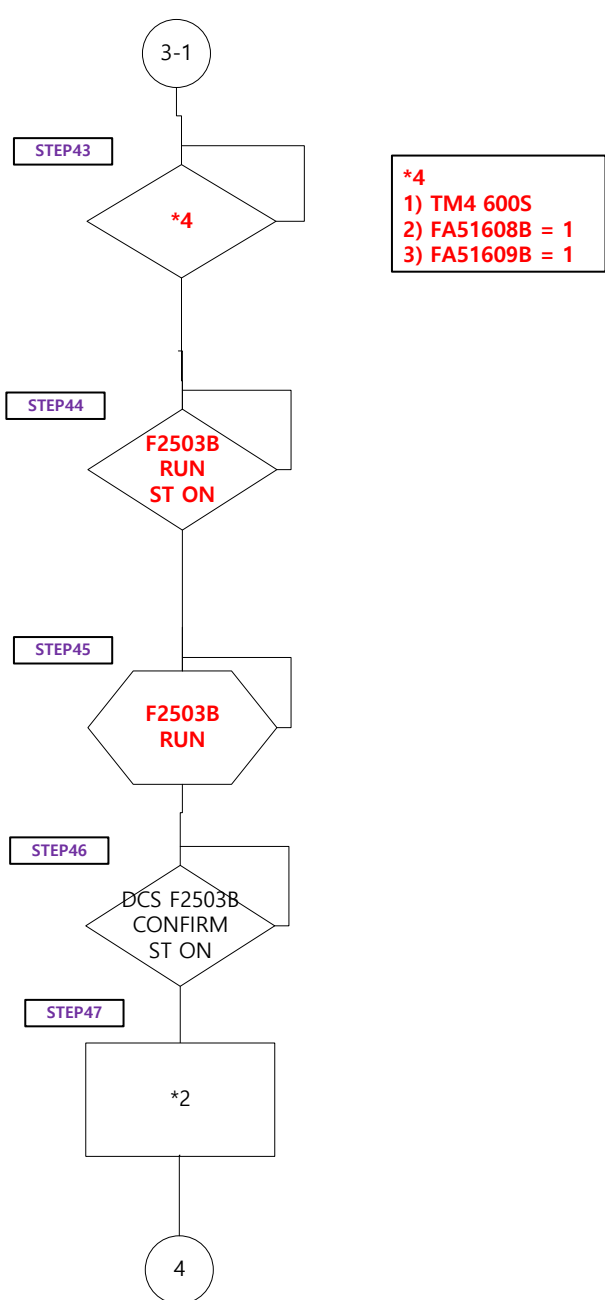 3-1
STEP43
*4
*4
1) TM4 600S
2) FA51608B = 1
3) FA51609B = 1
STEP44
F2503B
RUN
ST ON
STEP45
F2503B
RUN
STEP46
DCS F2503B
CONFIRM
ST ON
STEP47
*2
4